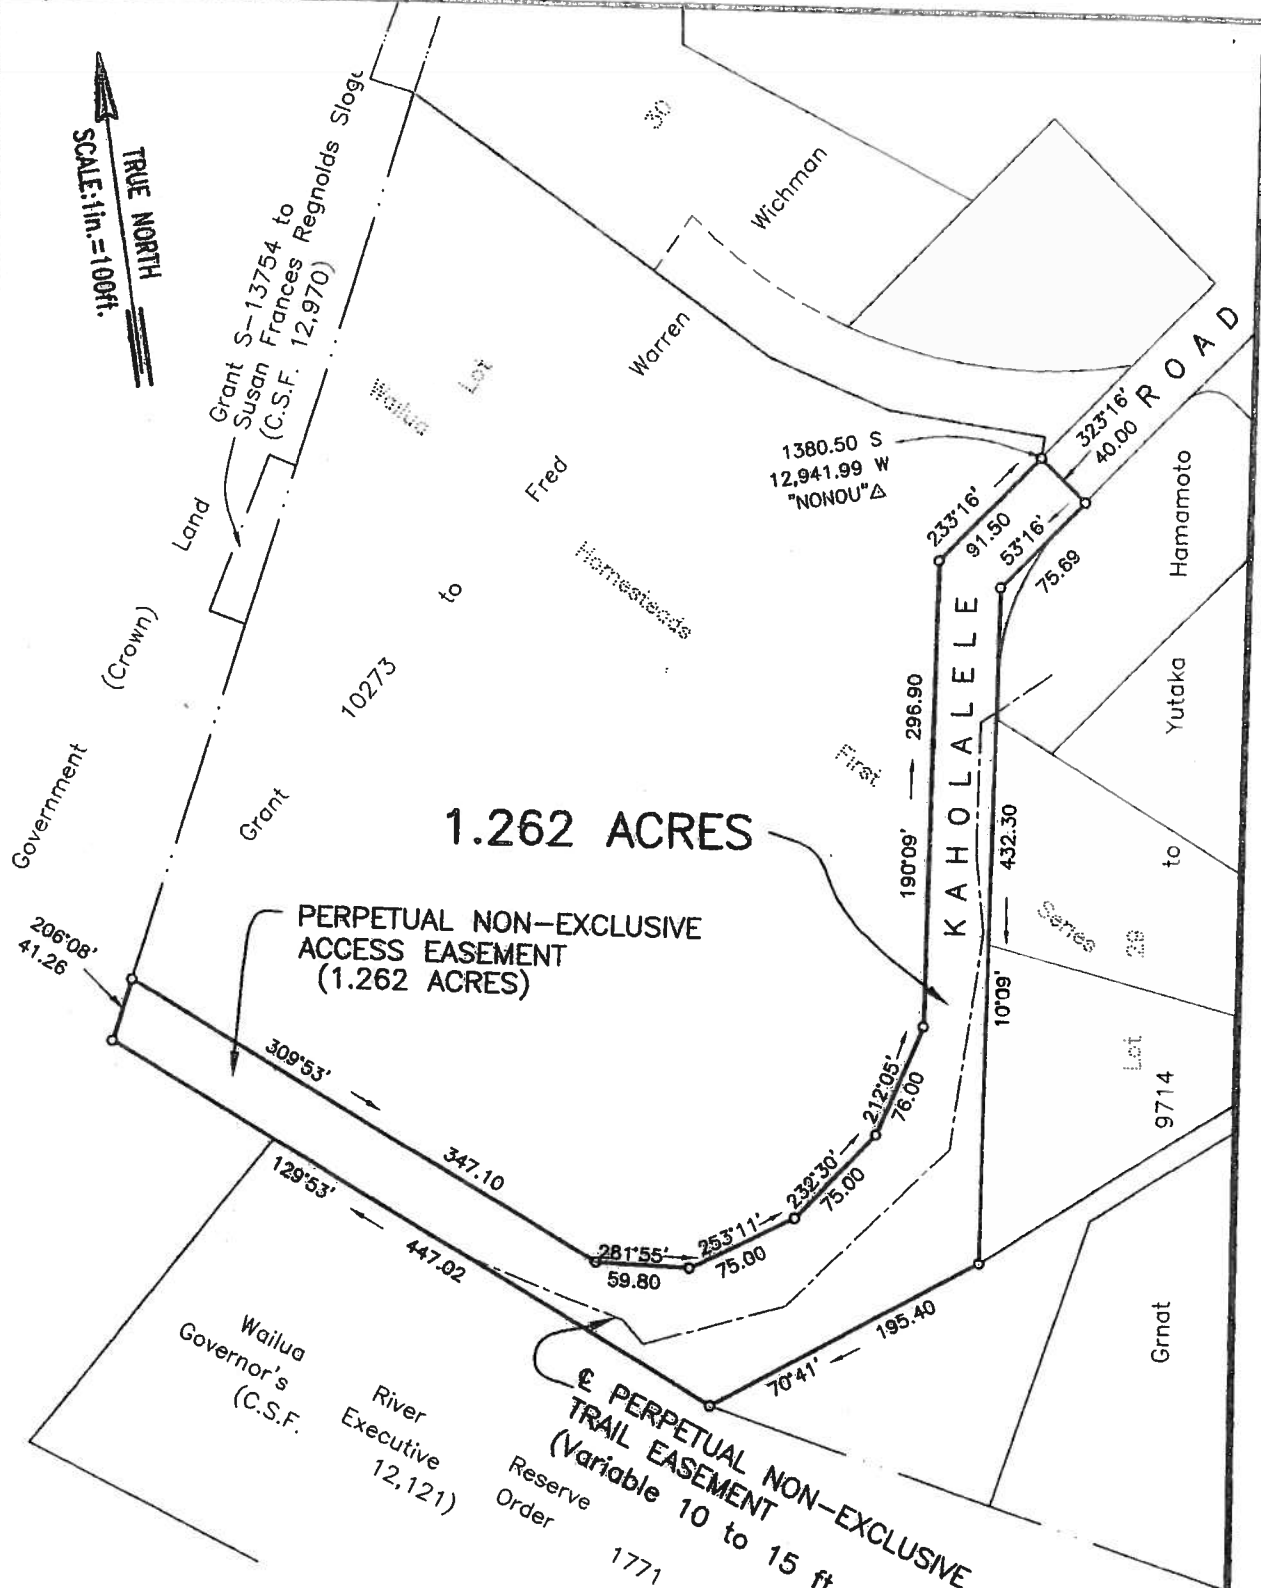 TRUE NORTH
SCALE:1in.=100ft.
Grant S-13754 to
Susan Frances Regnolds
(C.S.F. 12,970)
30
Wichman
Warren
Lot
Wailua
Fred
Homesteads
to
10273
Grant
First
Land
(Crown)
Government
1380.50 S
12,941.99 W
"NONOU"△
323°16'
40.00
ROAD
233°16'
91.50
53°16'
75.69
Hamamoto
Yutaka
to
KAHOLALELE
296.90
190°09'
432.30
10°09'
Series
29
Lot
9714
Grnat
1.262 ACRES
PERPETUAL NON-EXCLUSIVE
ACCESS EASEMENT
(1.262 ACRES)
206°08'
41.26
309°53'
347.10
129°53'
447.02
281°55'
59.80
253°11'
75.00
232°30'
75.00
212°05'
76.00
195.40
70°41'
℄ PERPETUAL NON-EXCLUSIVE
TRAIL EASEMENT
(Variable 10 to 15 ft
Wailua River Reserve
Governor's Executive Order 1771
(C.S.F. 12,121)